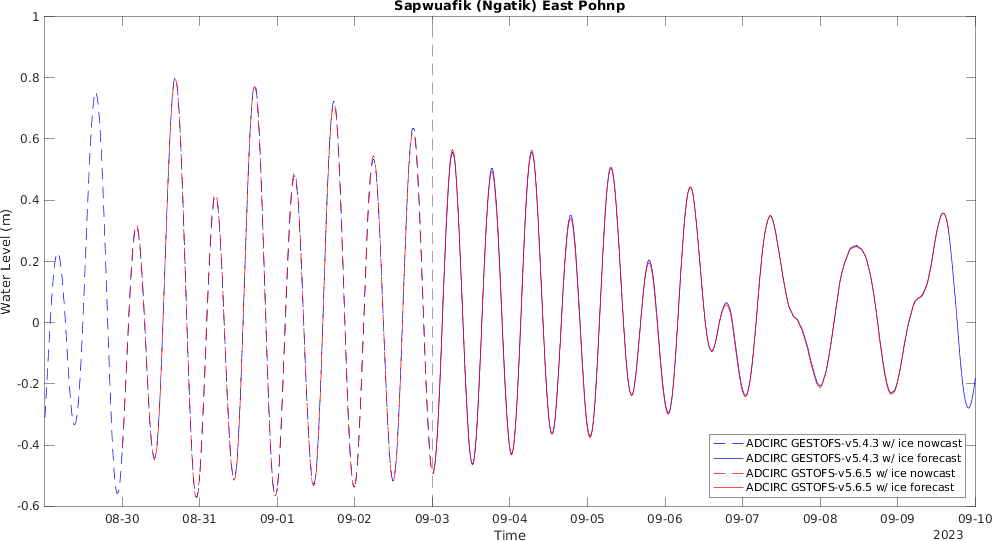 Sapwuafik (Ngatik) East Pohnp
1
0.8
0.6
0.4
0.2
0
-0.2
-0.4
-0.6
Water Level (m)
08-30 08-31 09-01 09-02 09-03 09-04 09-05 09-06 09-07 09-08 09-09 09-10
Time
2023
ADCIRC GESTOFS-v5.4.3 w/ ice nowcast
ADCIRC GESTOFS-v5.4.3 w/ ice forecast
ADCIRC GSTOFS-v5.6.5 w/ ice nowcast
ADCIRC GSTOFS-v5.6.5 w/ ice forecast